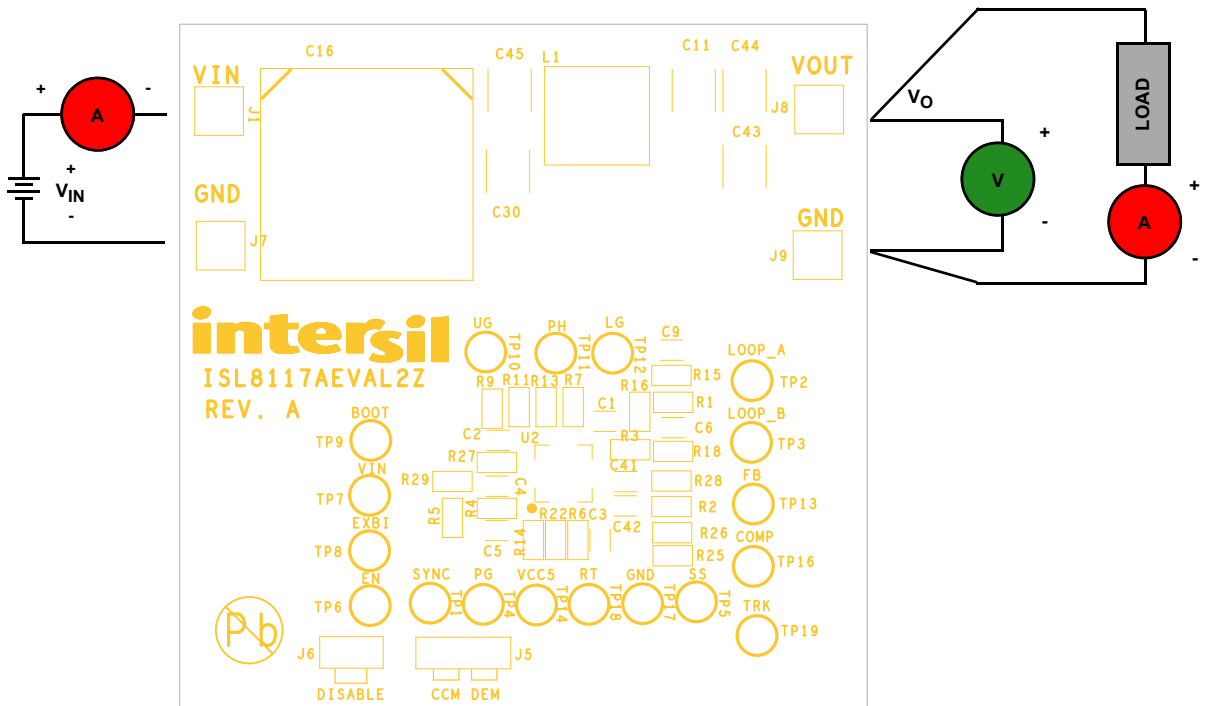 C16
C45
L1
C11
C44
VIN
VOUT
+
-
A
J1
J8
VO
LOAD
C43
+
+
VIN
-
V
GND
C30
GND
+
A
-
-
J7
J9
intersil
ISL8117AEVAL2Z
REV. A
UG
PH
LG
C9
TP10
TP11
TP12
LOOP_A
TP2
R15
R9
R11
R13
R7
R16
R1
C1
BOOT
TP9
LOOP_B
TP3
C2
U2
R3
C6
R27
R18
VIN
TP7
R29
C4
C41
R28
FB
TP13
R5
R4
R2
EXBI
TP8
C5
R14
R22
R6
C3
C42
R26
COMP
TP16
R25
EN
TP6
SYNC
PG
VCC5
RT
GND
SS
TP1
TP4
TP14
TP18
TP17
TP5
TRK
TP19
Pb
J6
J5
DISABLE
CCM DEM